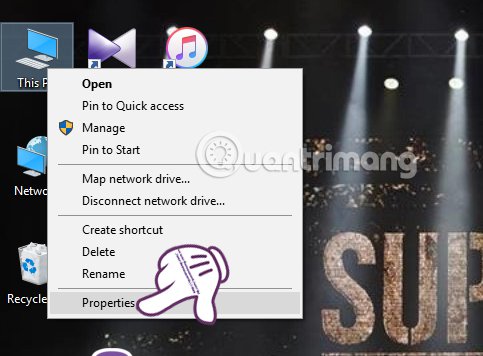 This P
Open
Pin to Quick access
Manage
Pin to Start
Quantrimang
Netwo
Map network drive...
Disconnect network drive...
Create shortcut
Delete
Rename
SUP
Recycle
Properties